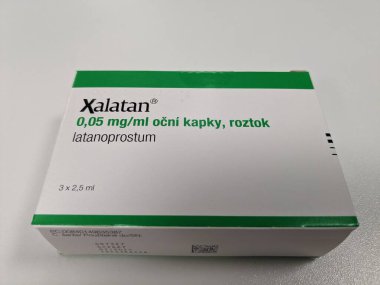 Xalatan®
0,05 mg/ml oční kapky, roztok
latanoprostum
3 x 2,5 ml